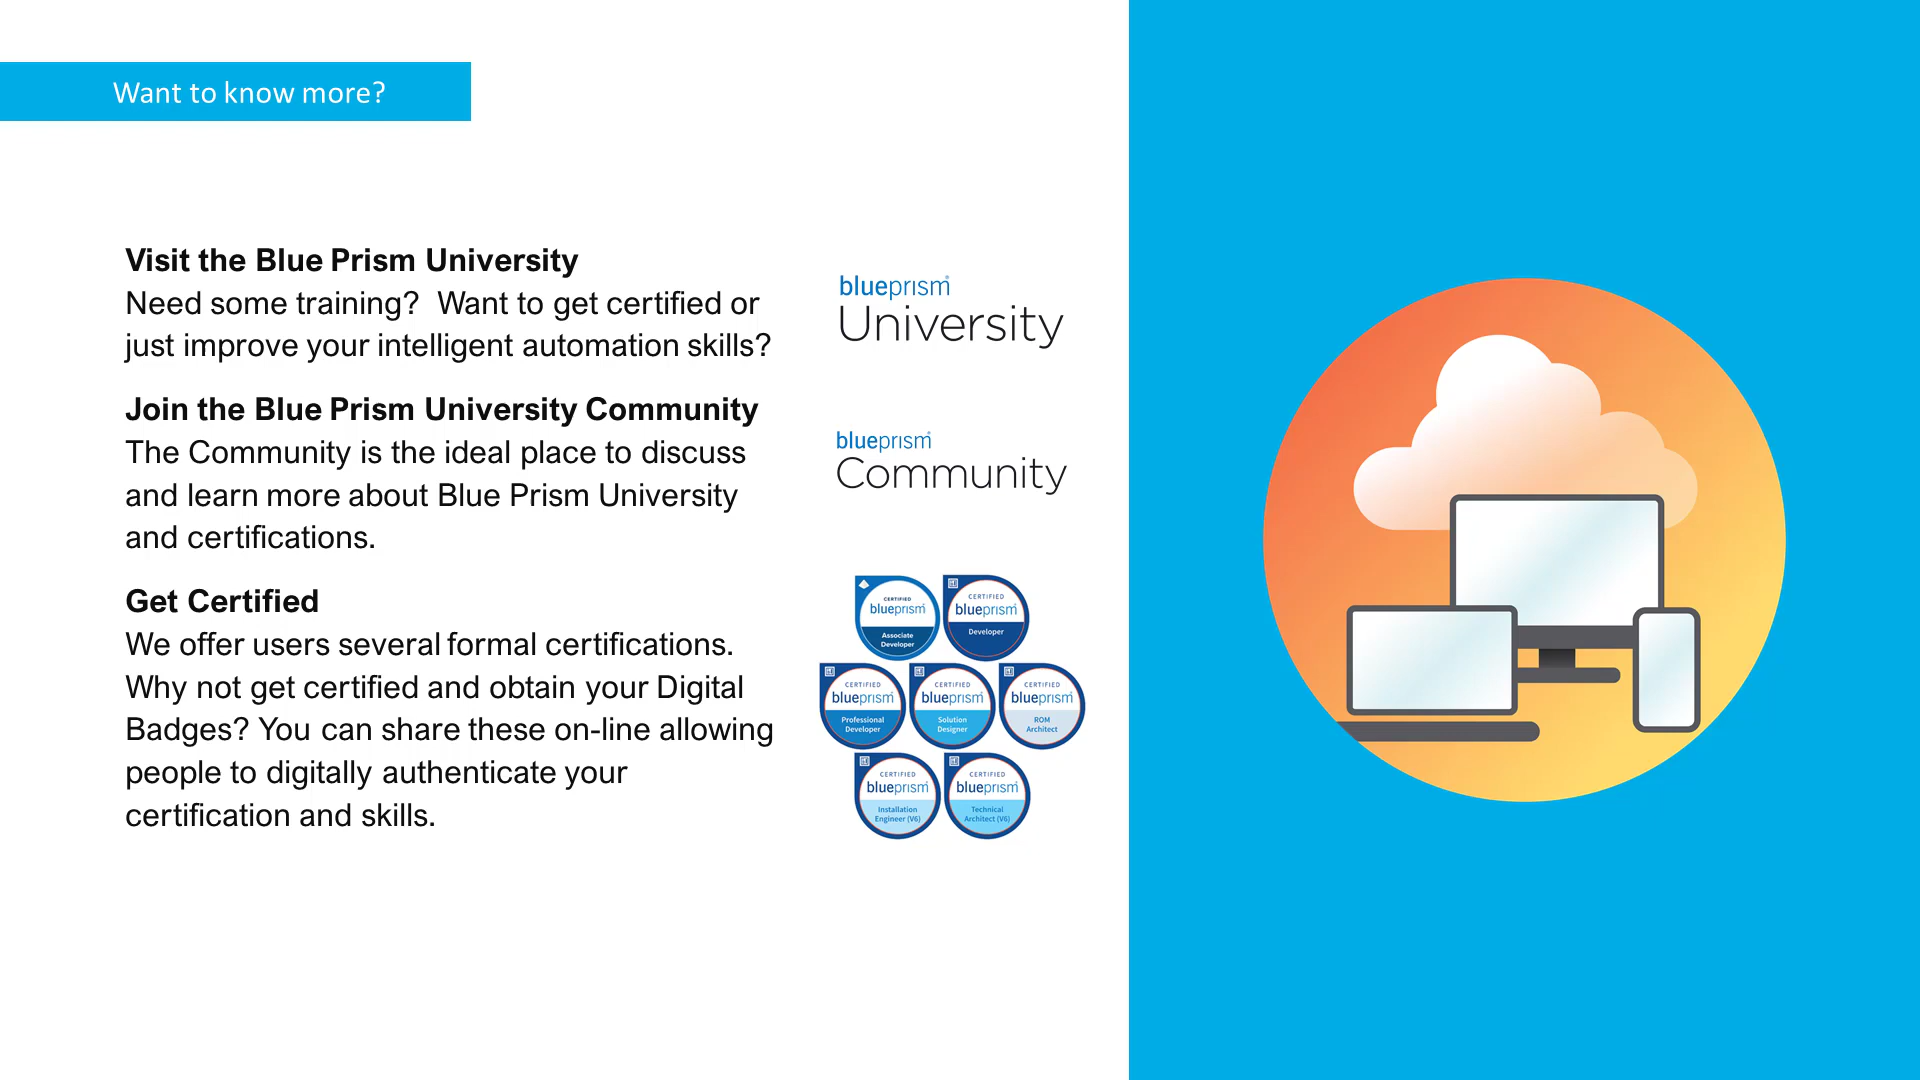 Want to know more?
Visit the Blue Prism University
Need some training?  Want to get certified or
just improve your intelligent automation skills?
Join the Blue Prism University Community
The Community is the ideal place to discuss
and learn more about Blue Prism University
and certifications.
Get Certified
We offer users several formal certifications.
Why not get certified and obtain your Digital
Badges? You can share these on-line allowing
people to digitally authenticate your
certification and skills.
blueprism®
University
blueprism®
Community
CERTIFIED
blueprism®
Associate
Developer
CERTIFIED
blueprism®
Developer
CERTIFIED
blueprism®
Professional
Developer
CERTIFIED
blueprism®
Solution
Designer
CERTIFIED
blueprism®
ROM
Architect
CERTIFIED
blueprism®
Installation
Engineer (V6)
CERTIFIED
blueprism®
Technical
Architect (V6)